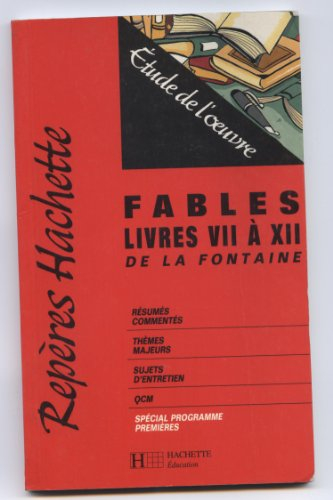 Étude de l'œuvre
Repères Hachette
FABLES
LIVRES VII À XII
DE LA FONTAINE
RÉSUMÉS
COMMENTÉS
THÈMES
MAJEURS
SUJETS
D'ENTRETIEN
QCM
SPÉCIAL PROGRAMME
PREMIÈRES
H HACHETTE
Éducation